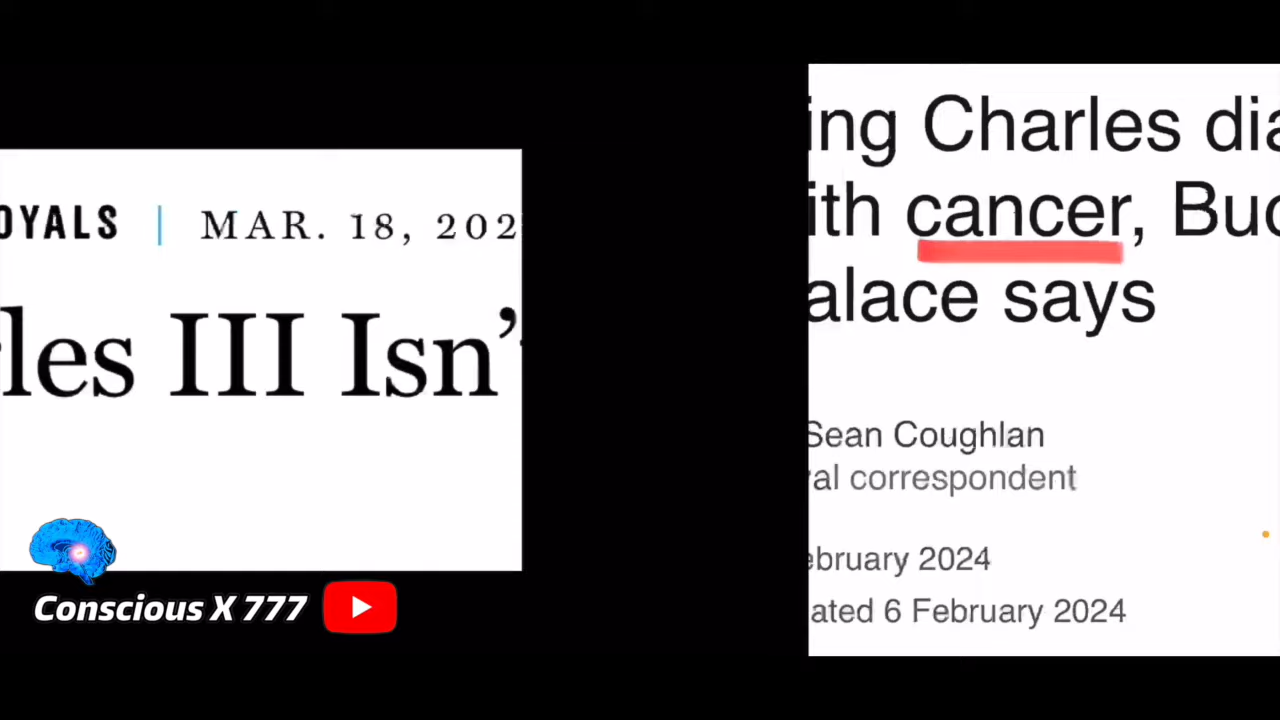 OYALS | MAR. 18, 202
les III Isn’
Conscious X 777
ing Charles dia
ith cancer, Buc
alace says
Sean Coughlan
al correspondent
ebruary 2024
ated 6 February 2024